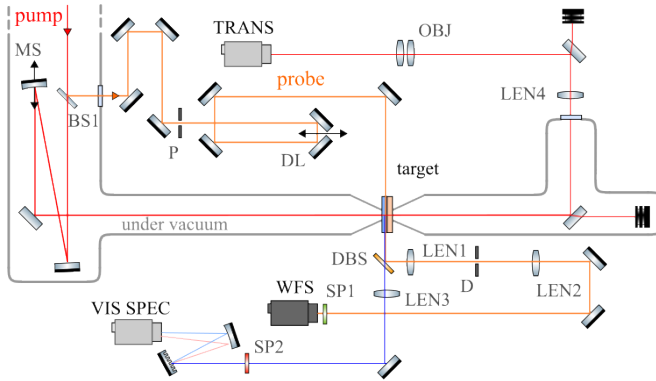 pump
TRANS
OBJ
MS
probe
LEN4
BS1
P
DL
target
under vacuum
DBS
LEN1
WFS
SP1
D
LEN2
LEN3
VIS SPEC
SP2